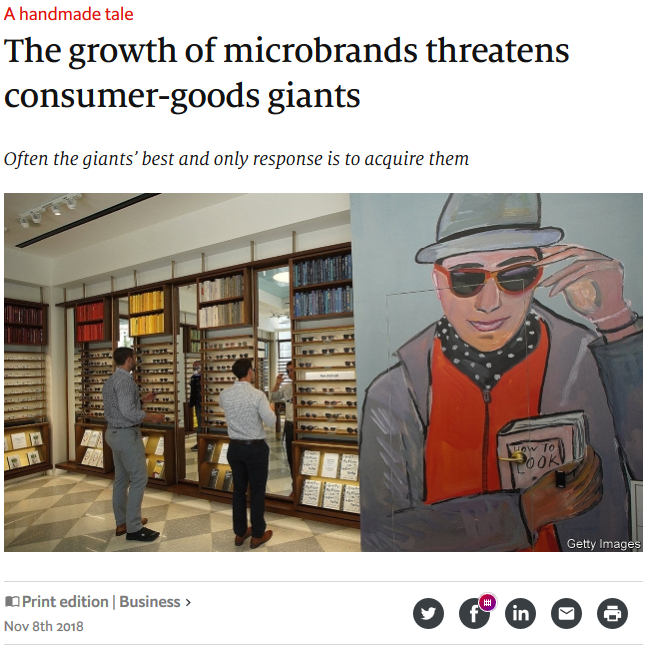 A handmade tale
The growth of microbrands threatens
consumer-goods giants
Often the giants’ best and only response is to acquire them
HOW TO
Getty Images
Print edition | Business ›
Nov 8th 2018